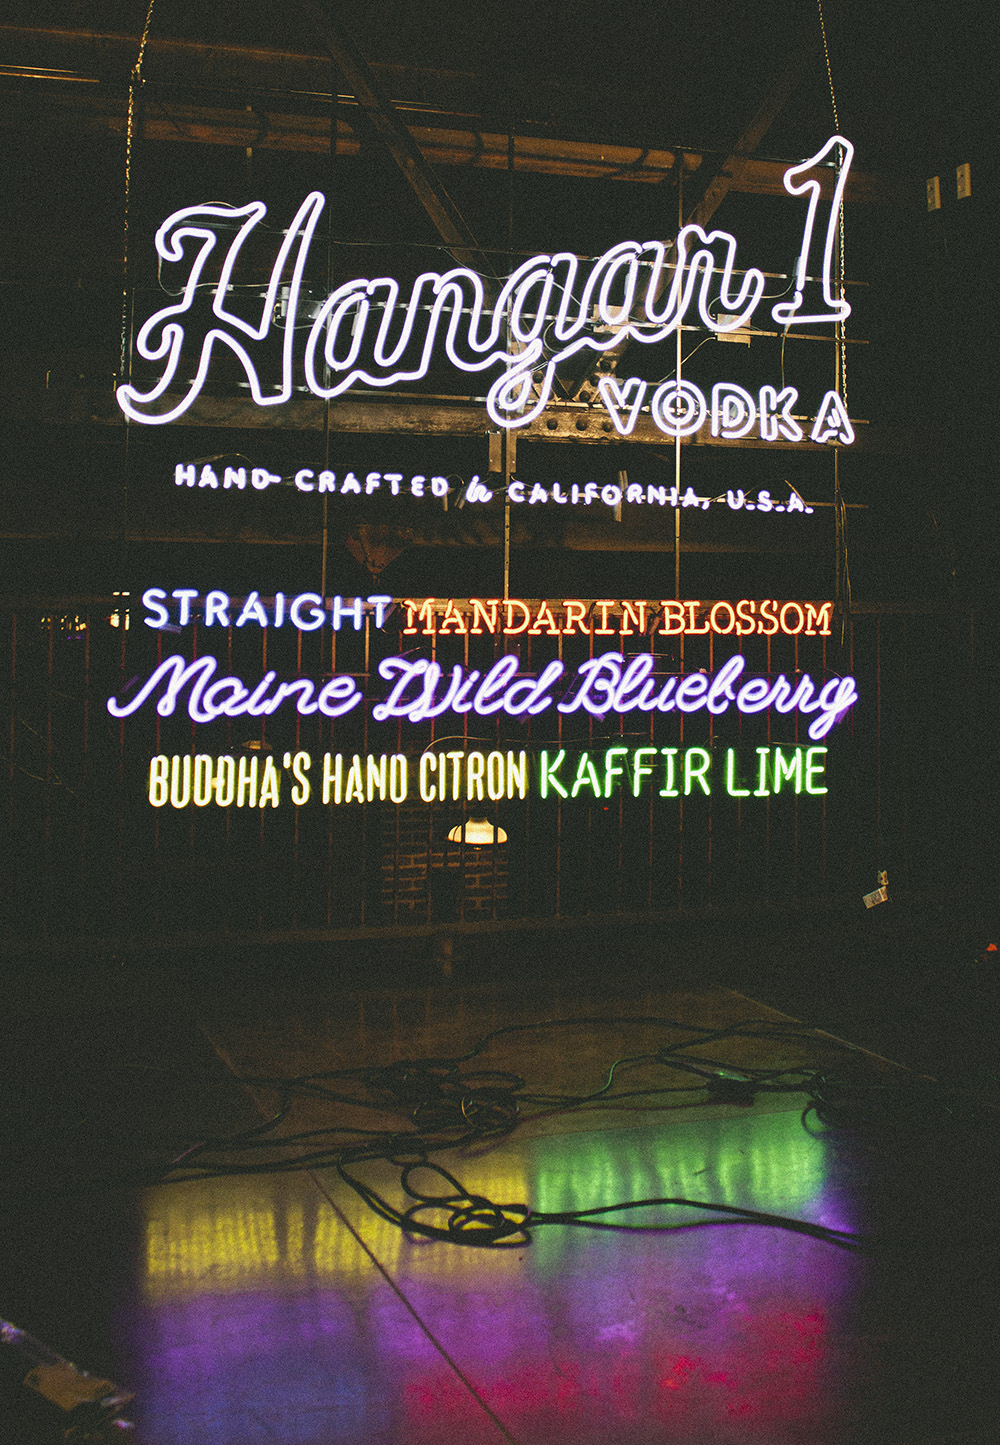 Hangar 1
VODKA
HAND-CRAFTED in CALIFORNIA, U.S.A.
STRAIGHT MANDARIN BLOSSOM
Maine Wild Blueberry
BUDDHA'S HAND CITRON KAFFIR LIME